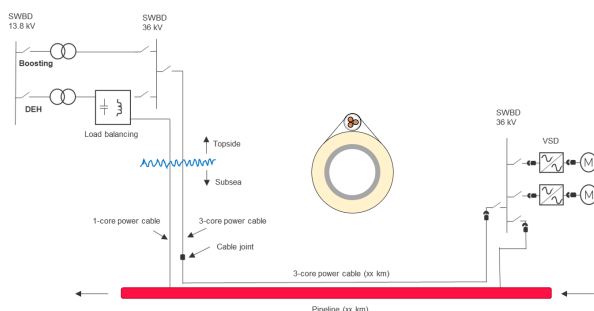 SWBD
13.8 kV
SWBD
36 kV
Boosting
DEH
Load balancing
Topside
Subsea
1-core power cable
3-core power cable
Cable joint
3-core power cable (xx km)
SWBD
36 kV
VSD
M
M
Pipeline (xx km)